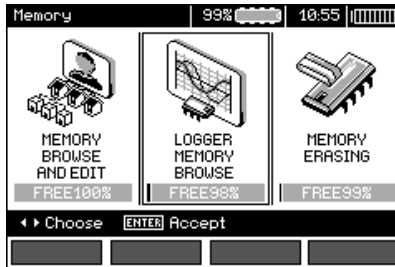 Memory 99% 10:55
MEMORY
BROWSE
AND EDIT
FREE100%
LOGGER
MEMORY
BROWSE
FREE98%
MEMORY
ERASING
FREE99%
Choose ENTER Accept